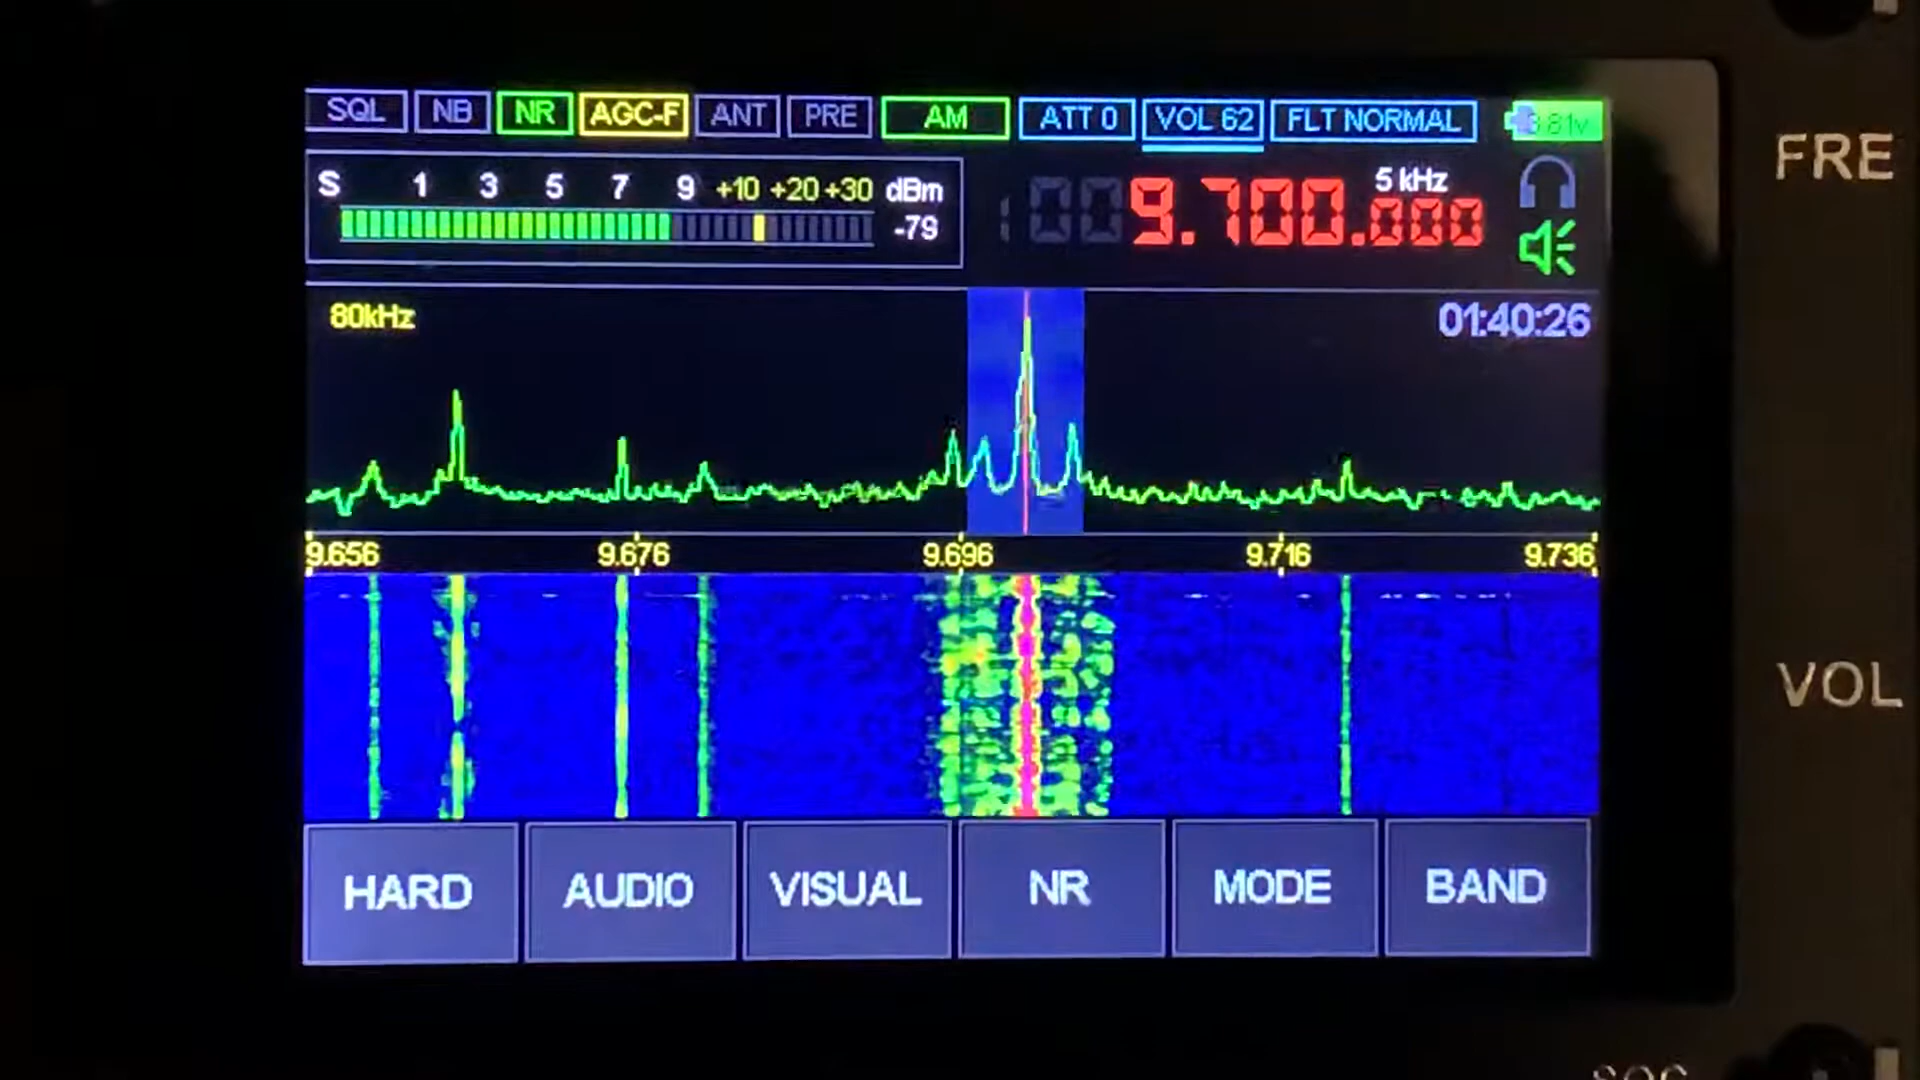 SQL NB NR AGC-F ANT PRE AM ATT 0 VOL 62 FLT NORMAL
S 1 3 5 7 9 +10 +20 +30 dBm
-79
9.700.000
5 kHz
80kHz
01:40:26
9.656 9.676 9.696 9.716 9.736
HARD AUDIO VISUAL NR MODE BAND
FRE
VOL